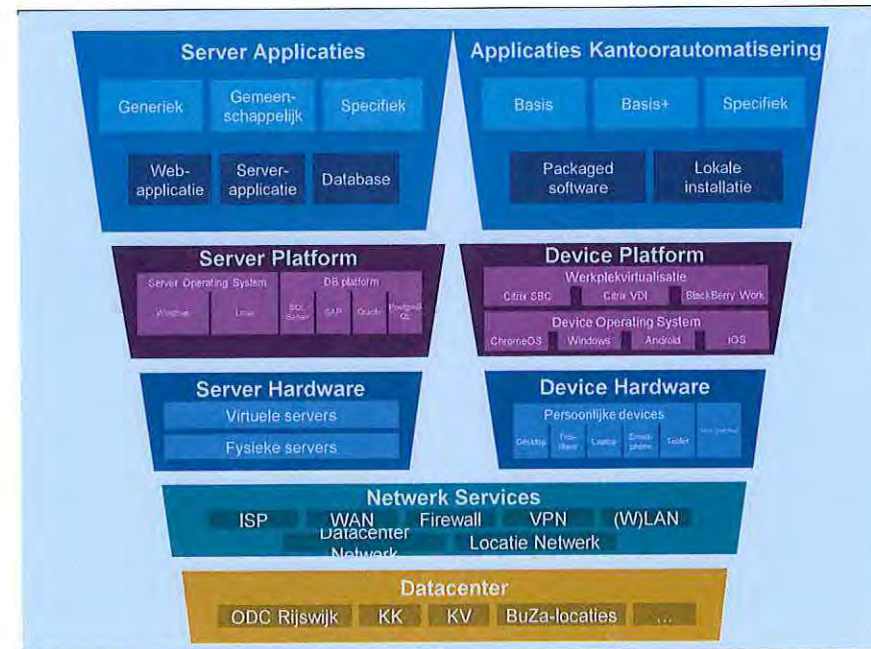 Server Applicaties
Generiek
Gemeen-
schappelijk
Specifiek
Web-
applicatie
Server-
applicatie
Database
Applicaties Kantoorautomatisering
Basis
Basis+
Specifiek
Packaged
software
Lokale
installatie
Server Platform
Server Operating System
Windows
Linux
DB platform
SQL
Server
SAP
Oracle
PostgreS
QL
Device Platform
Werkplekvirtualisatie
Citrix SBC
Citrix VDI
BlackBerry Work
Device Operating System
ChromeOS
Windows
Android
IOS
Server Hardware
Virtuele servers
Fysieke servers
Device Hardware
Persoonlijke devices
Desktop
Laptop
Smart-
phone
Tablet
Netwerk Services
ISP
WAN
Firewall
VPN
(W)LAN
Datacenter
Netwerk
Locatie Netwerk
Datacenter
ODC Rijswijk
KK
KV
BuZa-locaties
...